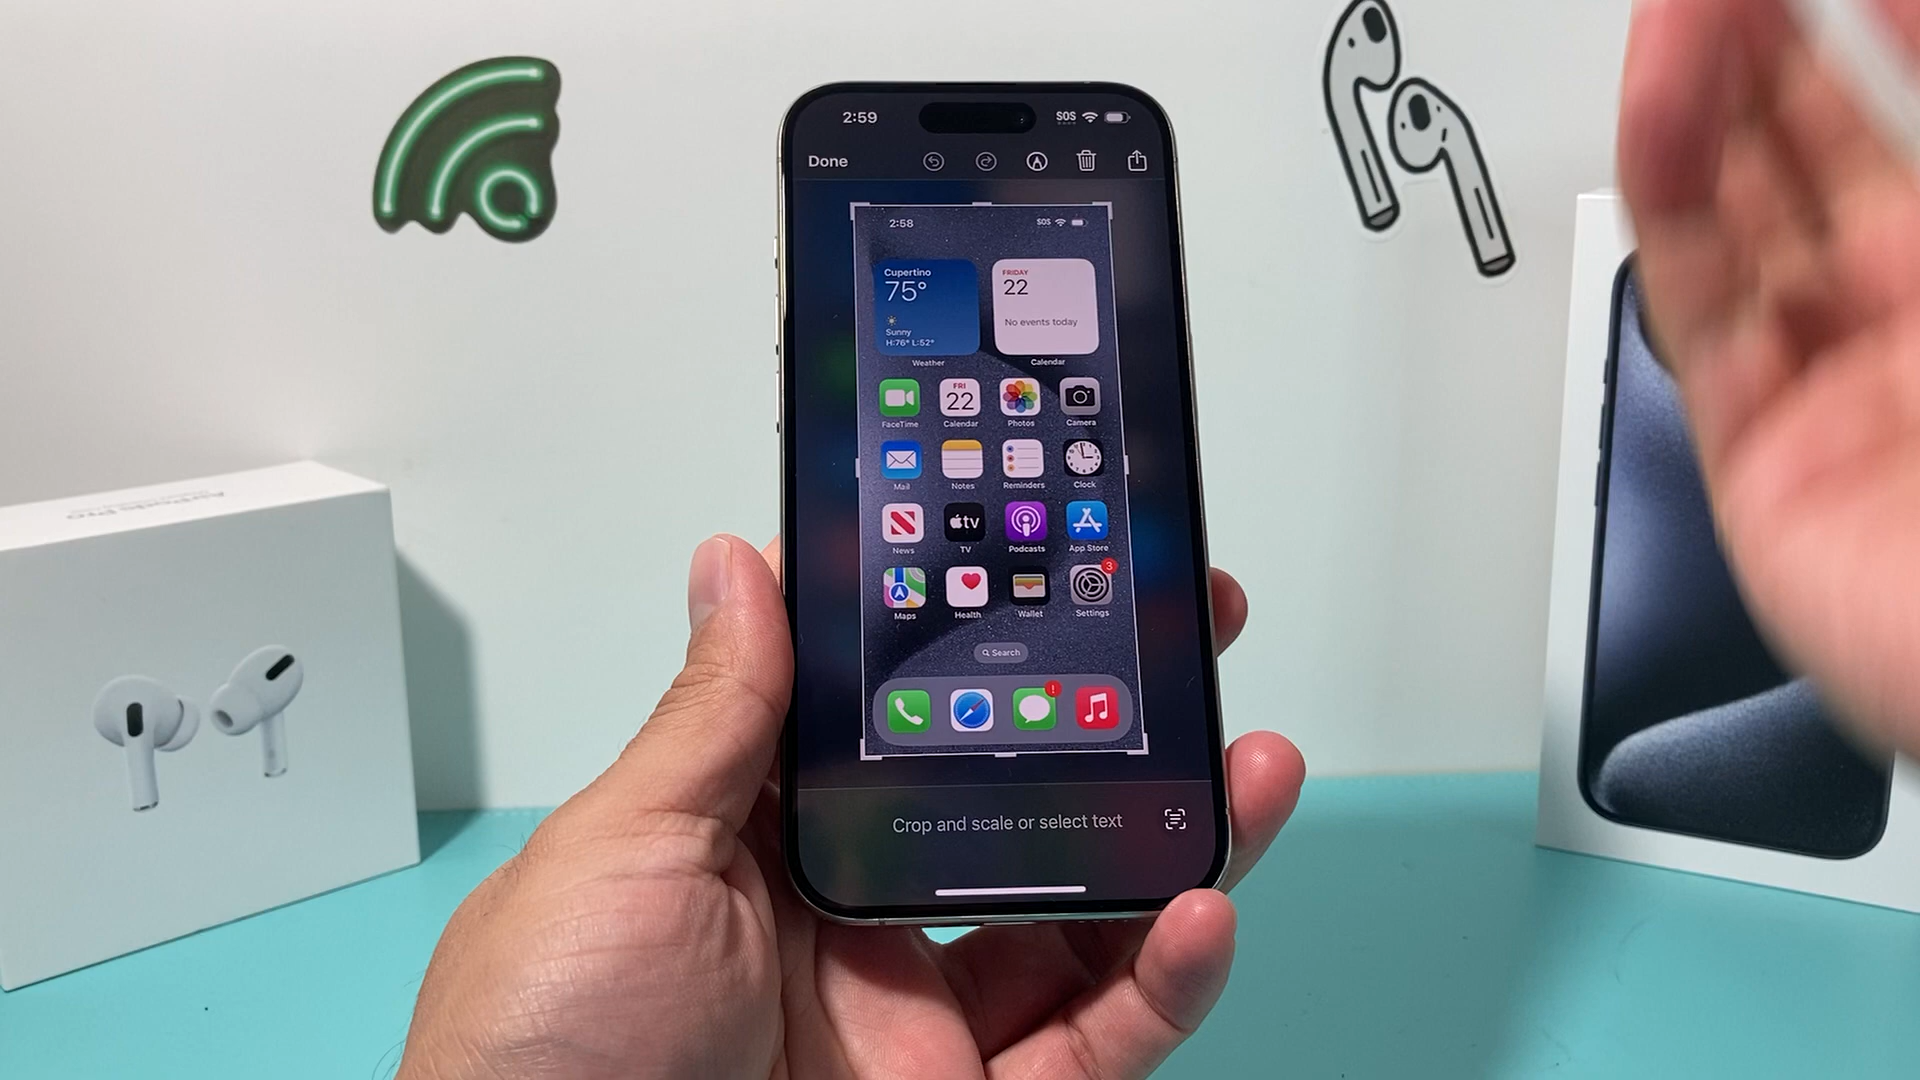 2:59
SOS
Done
2:58
SOS
Cupertino
75°
Sunny
H:76° L:52°
Weather
FRIDAY
22
No events today
Calendar
FaceTime
FRI
22
Calendar
Photos
Camera
Mail
Notes
Reminders
Clock
News
tv
TV
Podcasts
App Store
Maps
Health
Wallet
3
Settings
Search
!
Crop and scale or select text
AirPods Pro